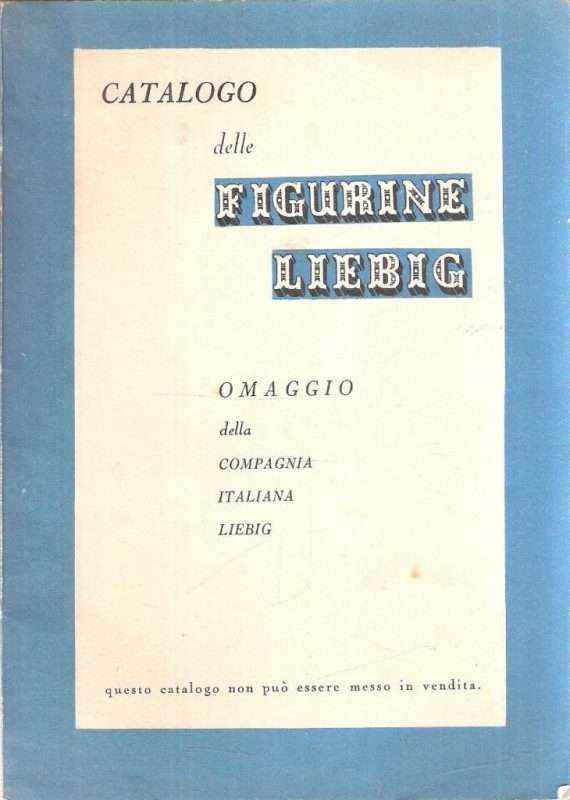 CATALOGO
delle
FIGURINE
LIEBIG
OMAGGIO
della
COMPAGNIA
ITALIANA
LIEBIG
questo catalogo non può essere messo in vendita.